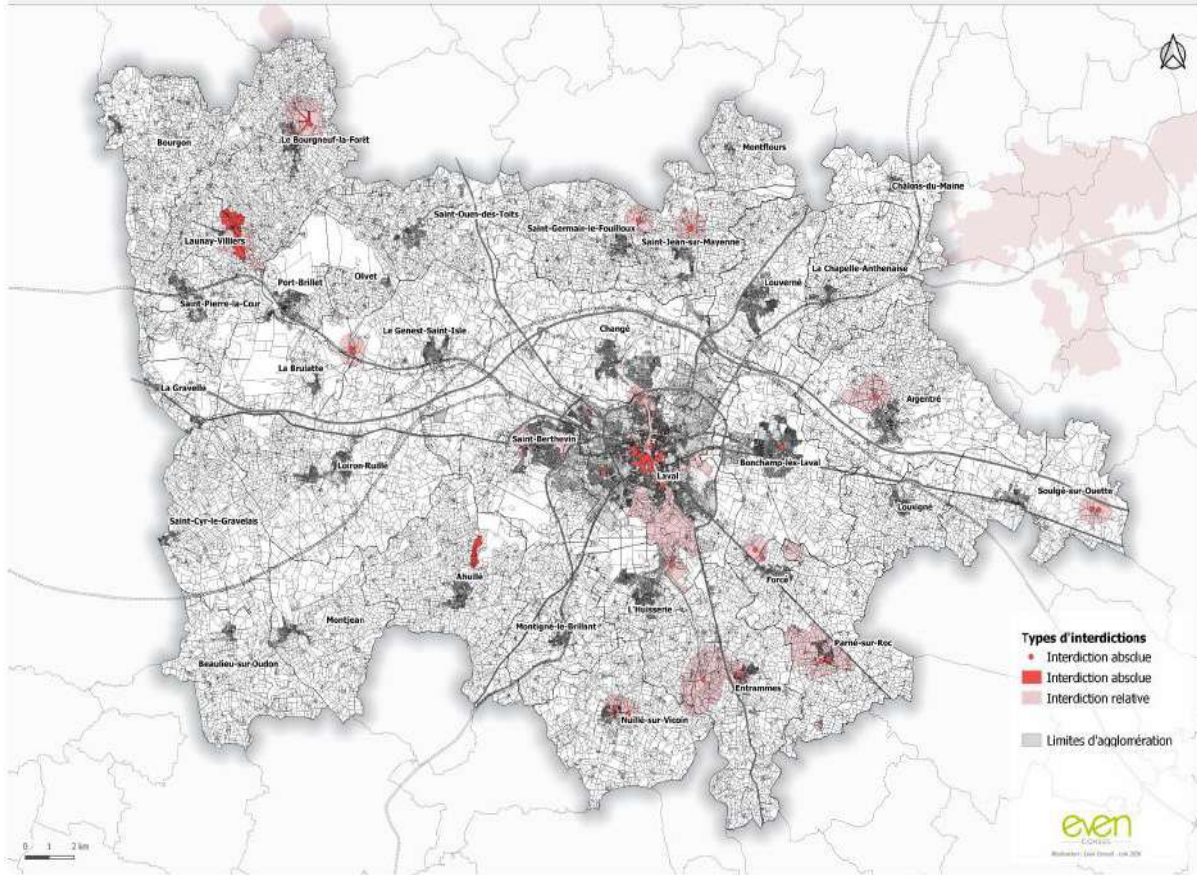 Montflours
Bourgon
Le Bourgneuf-la-Forêt
Châlons-du-Maine
Saint-Ouen-des-Toits
Saint-Germain-le-Fouilloux
Saint-Jean-sur-Mayenne
Launay-Villiers
La Chapelle-Anthenaise
Olivet
Port-Brillet
Louverné
Saint-Pierre-la-Cour
Changé
Le Genest-Saint-Isle
La Brulatte
La Gravelle
Argentré
Saint-Berthevin
Bonchamp-lès-Laval
Loiron-Ruillé
Laval
Soulgé-sur-Ouette
Louvigné
Saint-Cyr-le-Gravelais
Ahuillé
Forcé
L'Huisserie
Montjean
Montigné-le-Brillant
Parné-sur-Roc
Beaulieu-sur-Oudon
Entrammes
Nuillé-sur-Vicoin
Types d'interdictions
Interdiction absolue
Interdiction absolue
Interdiction relative
Limites d'agglomération
0 1 2 km
even
CONSEIL